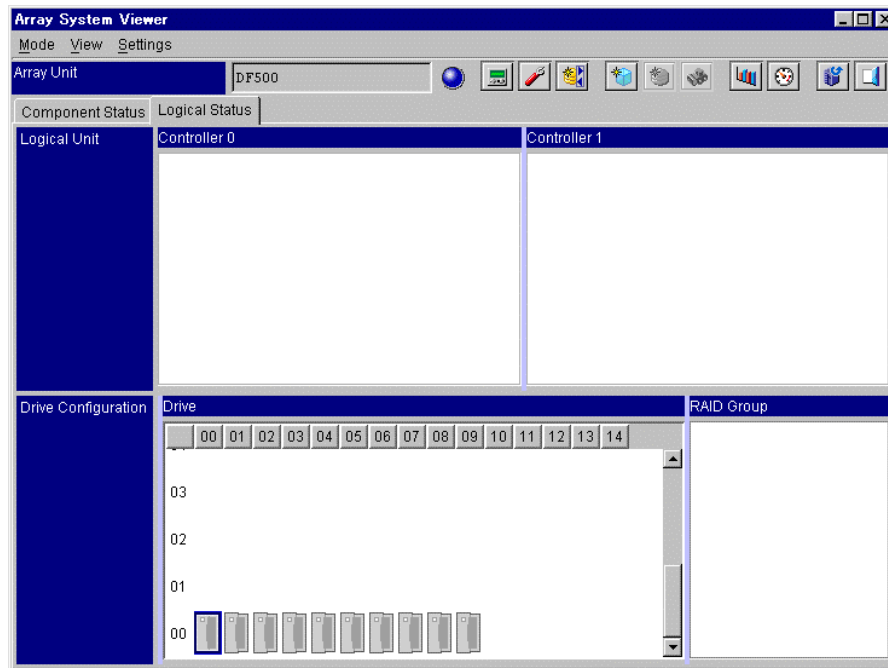 Array System Viewer
Mode View Settings
Array Unit DF500
Component Status Logical Status
Logical Unit Controller 0 Controller 1
Drive Configuration Drive RAID Group
00 01 02 03 04 05 06 07 08 09 10 11 12 13 14
03
02
01
00